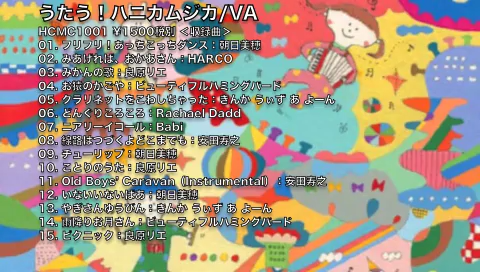 うたう！ハニカムジカ/VA
HCMC1001 ¥1500税別 ＜収録曲＞
01. フリフリ！あっちこっちダンス：朝日美穂
02. みあければ、おかあさん：HARCO
03. みかんの歌：良原リエ
04. お猿のかごや：ビューティフルハミングバード
05. クラリネットをこわしちゃった：きんか うぃず あ よーん
06. どんぐりころころ：Rachael Dadd
07. ニアリーイコール：Babi
08. 線路はつづくよどこまでも：安田寿之
09. チューリップ：朝日美穂
10. ことりのうた：良原リエ
11. Old Boys' Caravan (Instrumental) ：安田寿之
12. いないいないばあ：朝日美穂
13. やぎさんゆうびん：きんか うぃず あ よーん
14. 雨降りお月さん：ビューティフルハミングバード
15. ピクニック：良原リエ